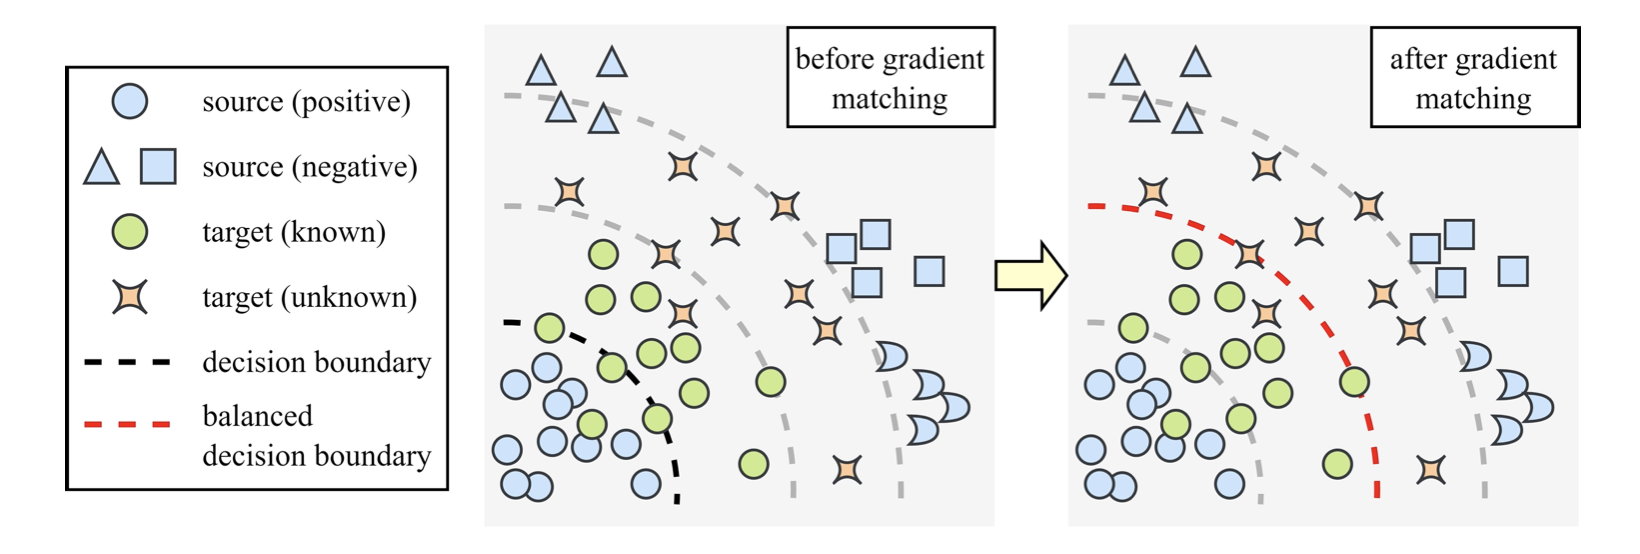 source (positive)
source (negative)
target (known)
target (unknown)
decision boundary
balanced
decision boundary
before gradient
matching
after gradient
matching